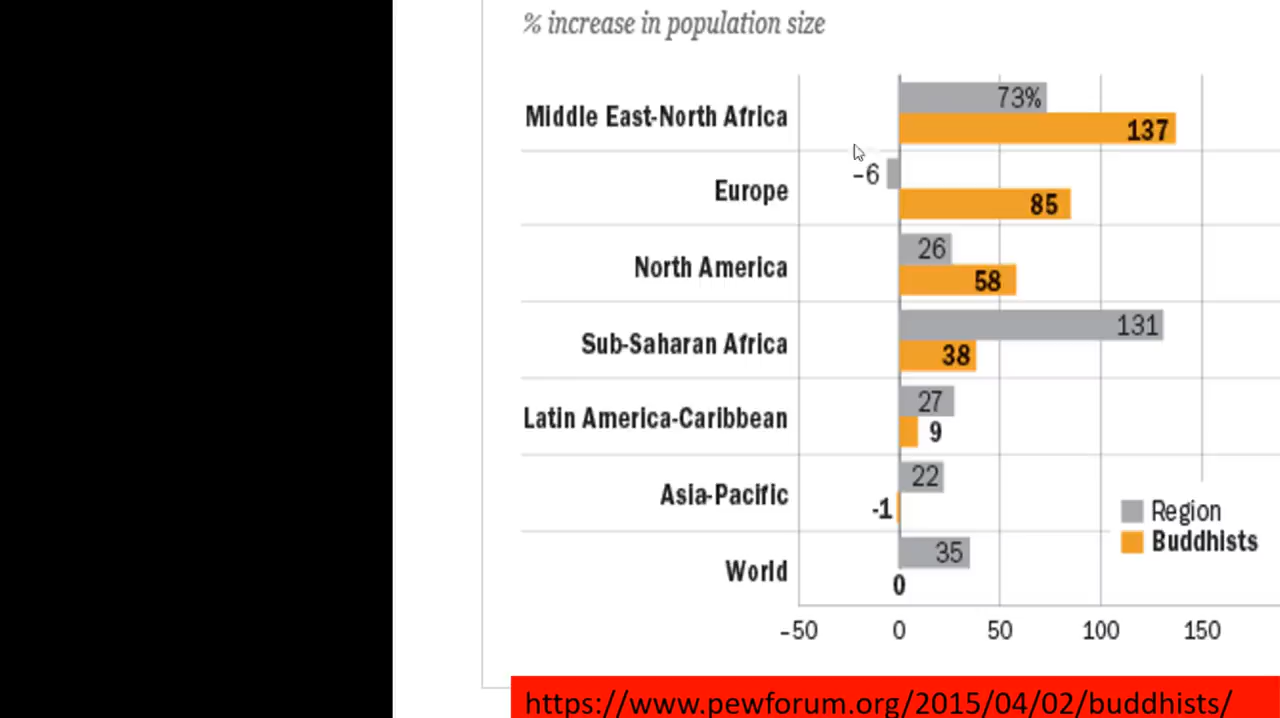 % increase in population size
Middle East-North Africa
73%
137
Europe
–6
85
North America
26
58
Sub-Saharan Africa
131
38
Latin America-Caribbean
27
9
Asia-Pacific
22
-1
World
35
0
Region
Buddhists
–50 0 50 100 150
https://www.pewforum.org/2015/04/02/buddhists/